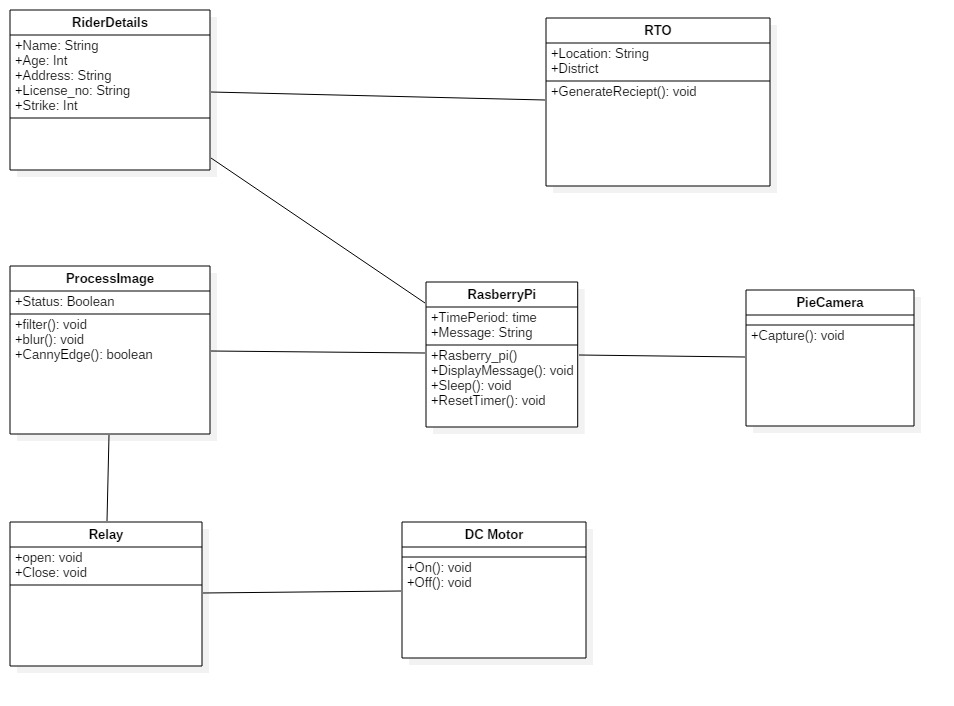 RiderDetails
+Name: String
+Age: Int
+Address: String
+License_no: String
+Strike: Int
RTO
+Location: String
+District
+GenerateReciept(): void
ProcessImage
+Status: Boolean
+filter(): void
+blur(): void
+CannyEdge(): boolean
RasberryPi
+TimePeriod: time
+Message: String
+Rasberry_pi()
+DisplayMessage(): void
+Sleep(): void
+ResetTimer(): void
PieCamera
+Capture(): void
Relay
+open: void
+Close: void
DC Motor
+On(): void
+Off(): void